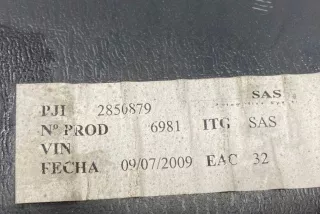 SAS
PJI 2850879
Nº PROD 6981 ITG SAS
VIN
FECHA 09/07/2009 EAC 32